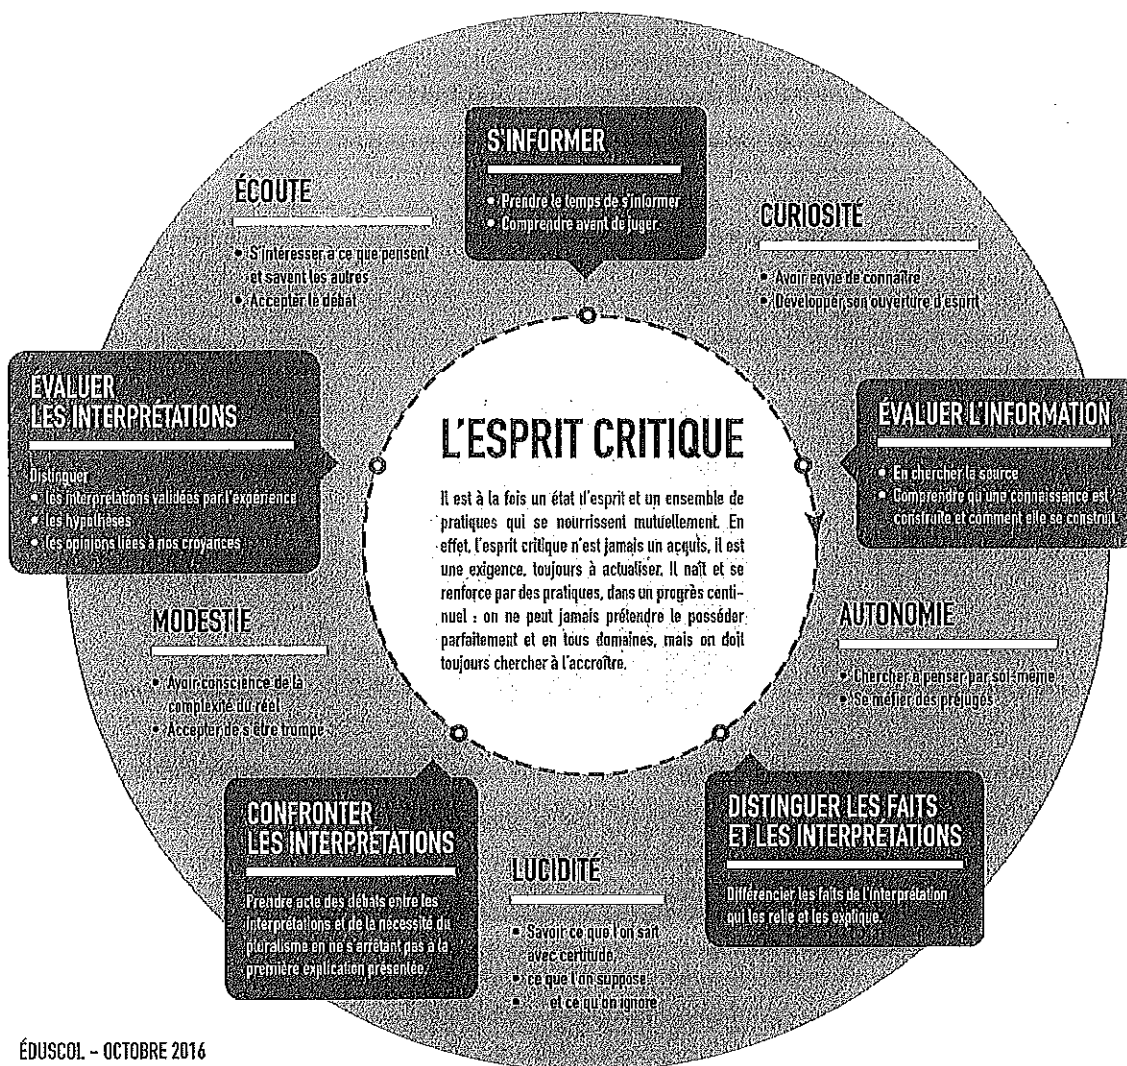 S'INFORMER
• Prendre le temps de s'informer
• Comprendre avant de juger
CURIOSITÉ
• Avoir envie de connaître
• Développer son ouverture d'esprit
ÉVALUER L'INFORMATION
• En chercher la source
• Comprendre qu'une connaissance est
construite et comment elle se construit
AUTONOMIE
• Chercher à penser par soi-même
• Se méfier des préjugés
DISTINGUER LES FAITS
ET LES INTERPRÉTATIONS
Différencier les faits de l'interprétation
qui les relie et les explique.
LUCIDITÉ
• Savoir ce que l'on sait
avec certitude
• ce que l'on suppose
• ... et ce qu'on ignore
CONFRONTER
LES INTERPRÉTATIONS
Prendre acte des débats entre les
interprétations et de la nécessité du
pluralisme en ne s'arrêtant pas à la
première explication présentée.
MODESTIE
• Avoir conscience de la
complexité du réel
• Accepter de s'être trompé
ÉVALUER
LES INTERPRÉTATIONS
Distinguer
• les interprétations validées par l'expérience
• les hypothèses
• les opinions liées à nos croyances
ÉCOUTE
• S'intéresser à ce que pensent
et savent les autres
• Accepter le débat
L'ESPRIT CRITIQUE
Il est à la fois un état d'esprit et un ensemble de
pratiques qui se nourrissent mutuellement. En
effet, l'esprit critique n'est jamais un acquis, il est
une exigence, toujours à actualiser. Il naît et se
renforce par des pratiques, dans un progrès conti-
nuel : on ne peut jamais prétendre le posséder
parfaitement et en tous domaines, mais on doit
toujours chercher à l'accroître.
ÉDUSCOL - OCTOBRE 2016